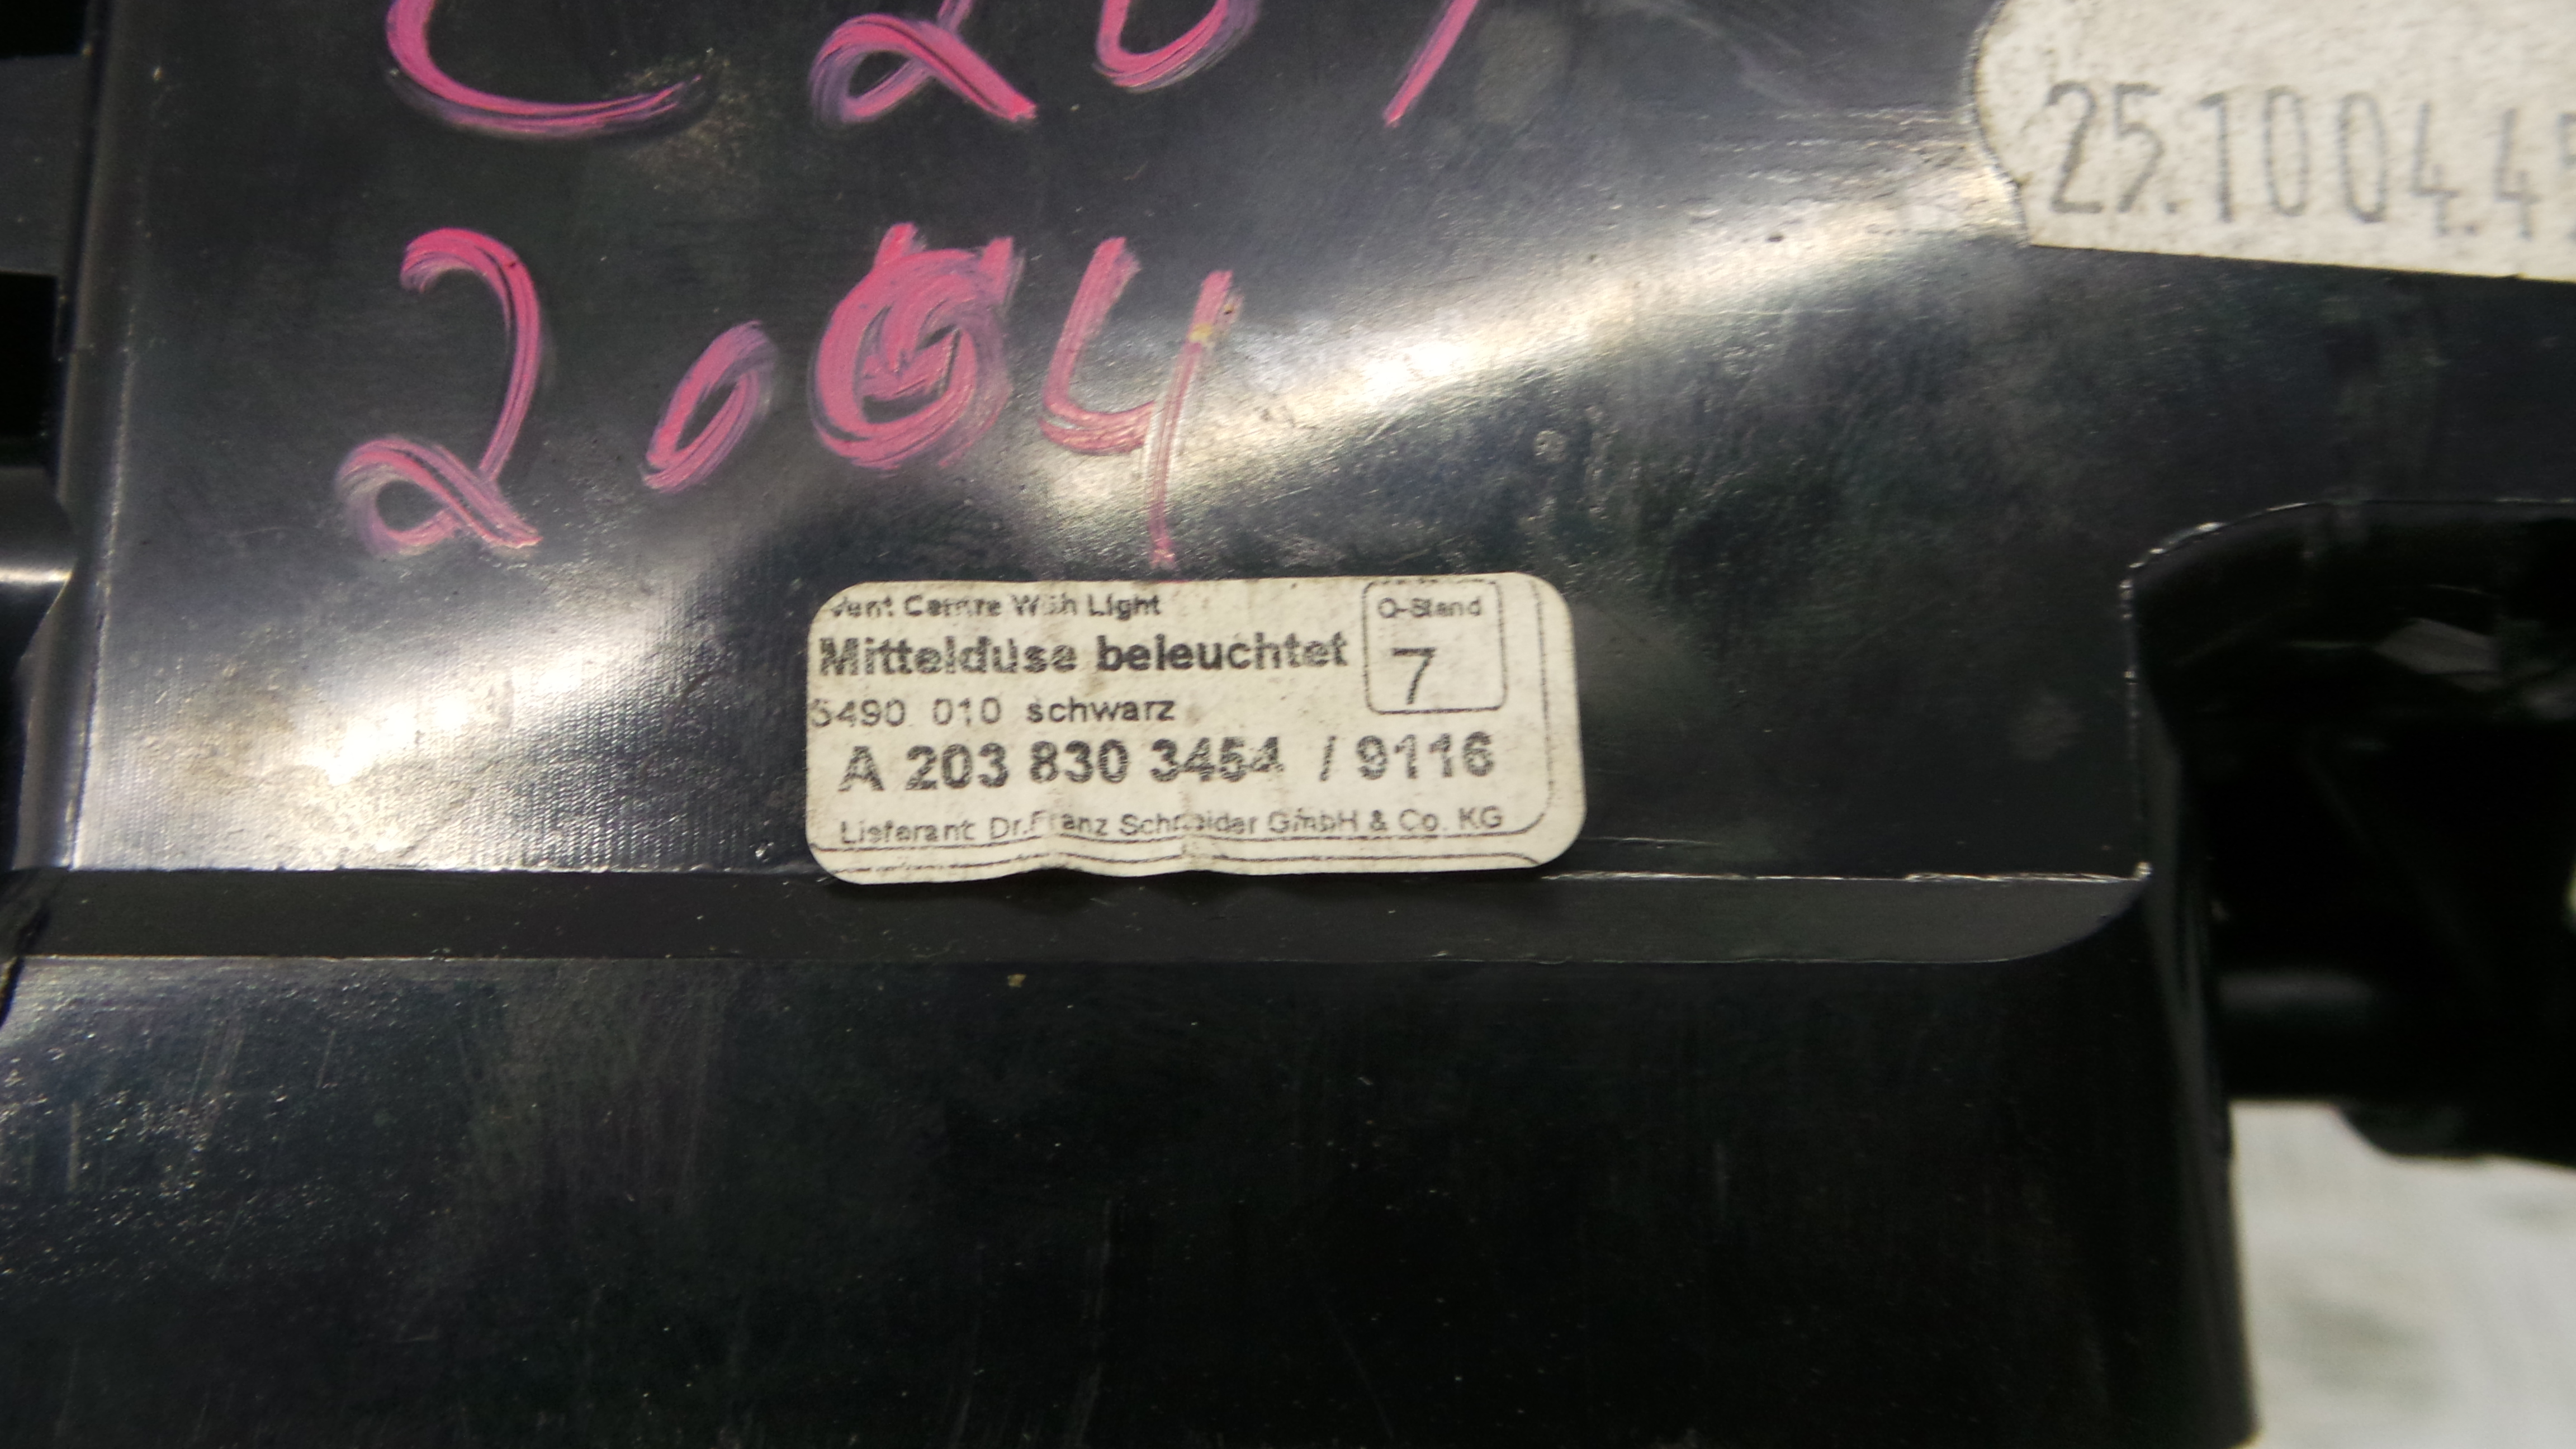 25.1004.4
2004
Vent Centre With Light
Q-Stand
Mitteldüse beleuchtet
7
5490 010 schwarz
A 203 830 3454 / 9116
Lieferant: Dr.Franz Schneider GmbH & Co. KG